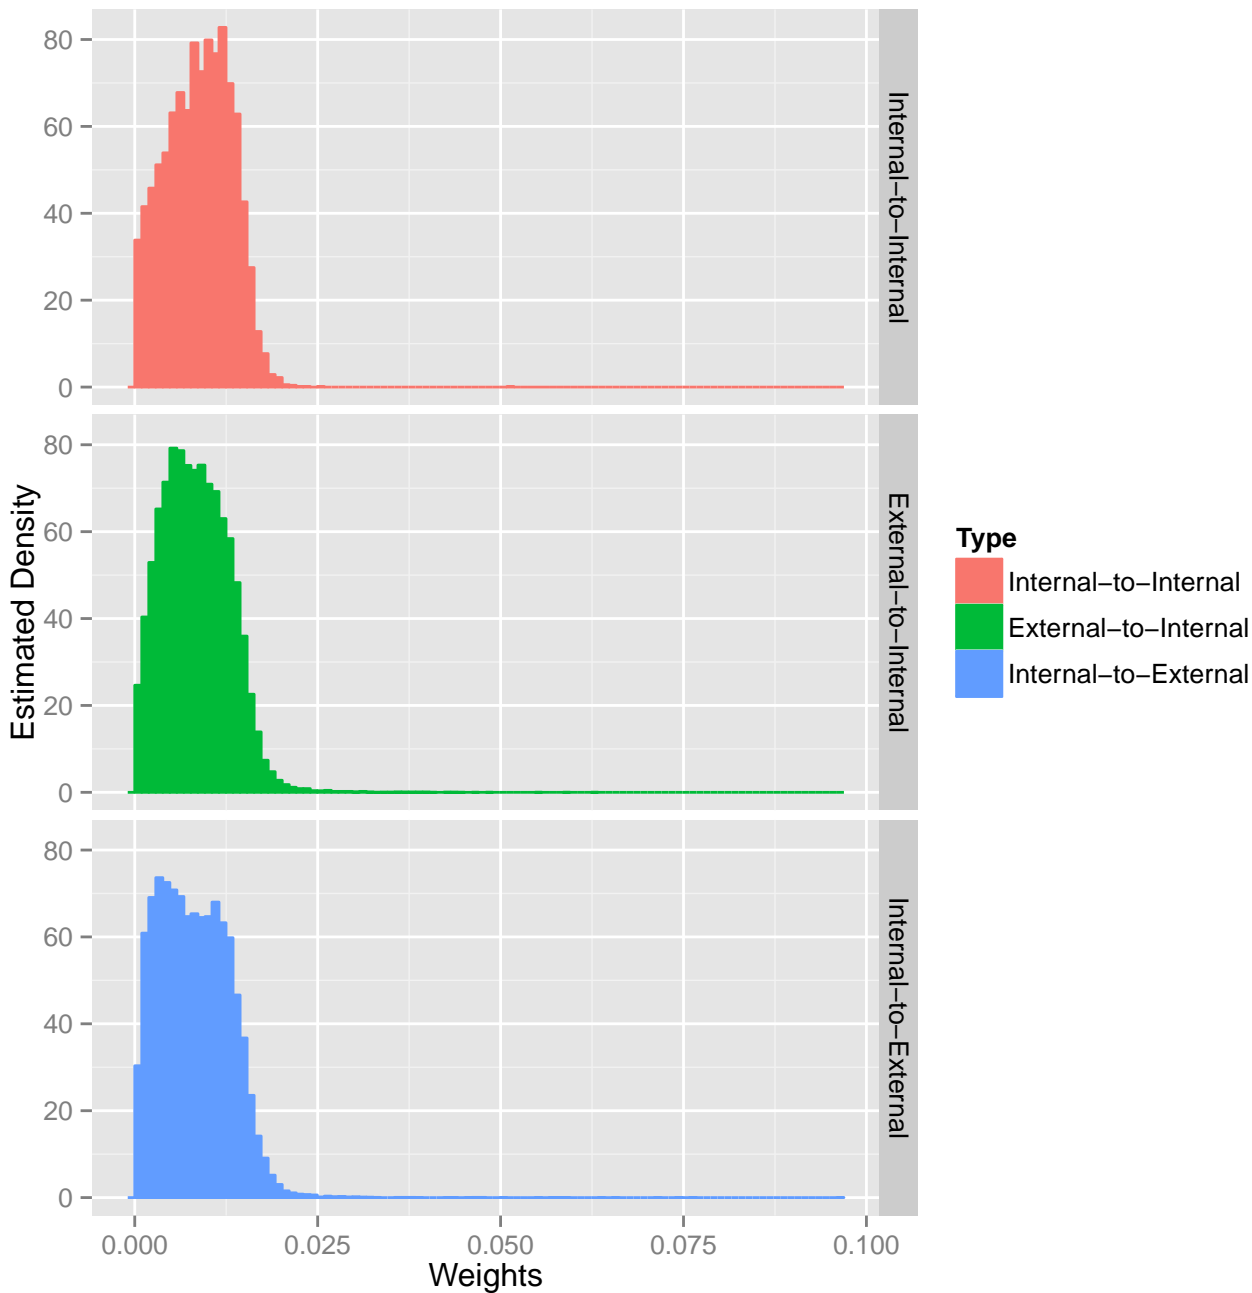 80
60
40
20
0
Internal−to−Internal
80
60
40
20
0
External−to−Internal
80
60
40
20
0
Internal−to−External
Estimated Density
0.000 0.025 0.050 0.075 0.100
Weights
Type
Internal−to−Internal
External−to−Internal
Internal−to−External